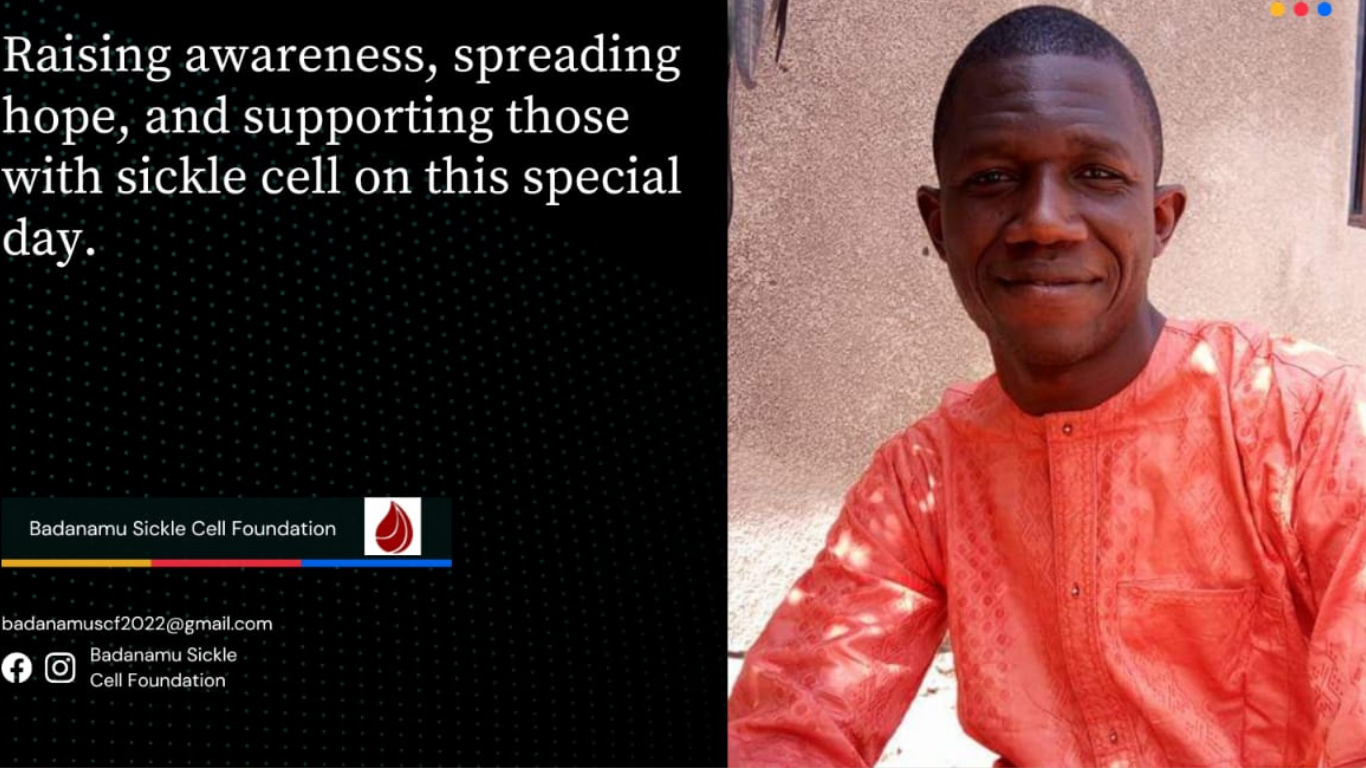 Raising awareness, spreading
hope, and supporting those
with sickle cell on this special
day.
Badanamu Sickle Cell Foundation
badanamuscf2022@gmail.com
Badanamu Sickle
Cell Foundation